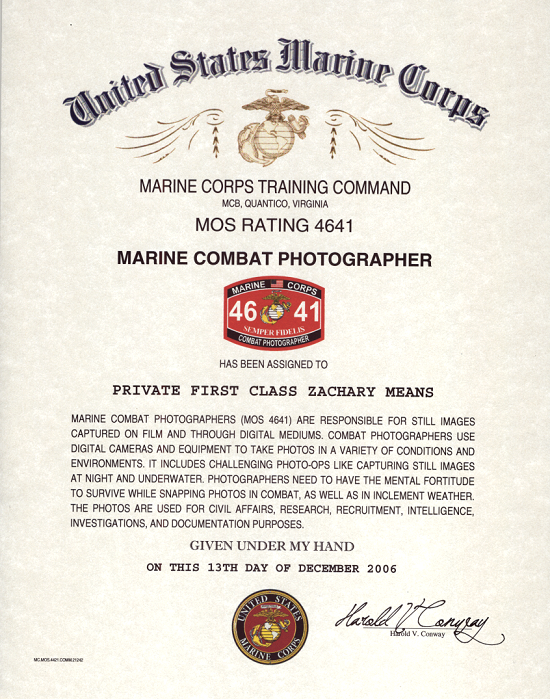 United States Marine Corps
MARINE CORPS TRAINING COMMAND
MCB, QUANTICO, VIRGINIA
MOS RATING 4641
MARINE COMBAT PHOTOGRAPHER
MARINE CORPS
46 41
SEMPER FIDELIS
COMBAT PHOTOGRAPHER
HAS BEEN ASSIGNED TO
PRIVATE FIRST CLASS ZACHARY MEANS
MARINE COMBAT PHOTOGRAPHERS (MOS 4641) ARE RESPONSIBLE FOR STILL IMAGES
CAPTURED ON FILM AND THROUGH DIGITAL MEDIUMS. COMBAT PHOTOGRAPHERS USE
DIGITAL CAMERAS AND EQUIPMENT TO TAKE PHOTOS IN A VARIETY OF CONDITIONS AND
ENVIRONMENTS. IT INCLUDES CHALLENGING PHOTO-OPS LIKE CAPTURING STILL IMAGES
AT NIGHT AND UNDERWATER. PHOTOGRAPHERS NEED TO HAVE THE MENTAL FORTITUDE
TO SURVIVE WHILE SNAPPING PHOTOS IN COMBAT, AS WELL AS IN INCLEMENT WEATHER.
THE PHOTOS ARE USED FOR CIVIL AFFAIRS, RESEARCH, RECRUITMENT, INTELLIGENCE,
INVESTIGATIONS, AND DOCUMENTATION PURPOSES.
GIVEN UNDER MY HAND
ON THIS 13TH DAY OF DECEMBER 2006
UNITED STATES
MARINE CORPS
Harold V. Conway
Harold V. Conway